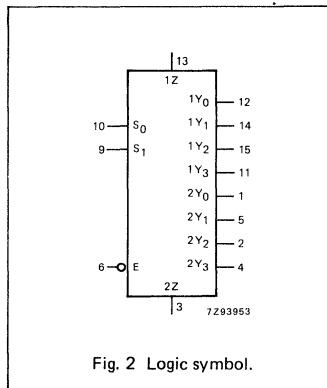 13
1Z
1Y0 12
10 S0 1Y1 14
9 S1 1Y2 15
1Y3 11
2Y0 1
2Y1 5
2Y2 2
6 E 2Y3 4
2Z
3 7Z93953
Fig. 2 Logic symbol.